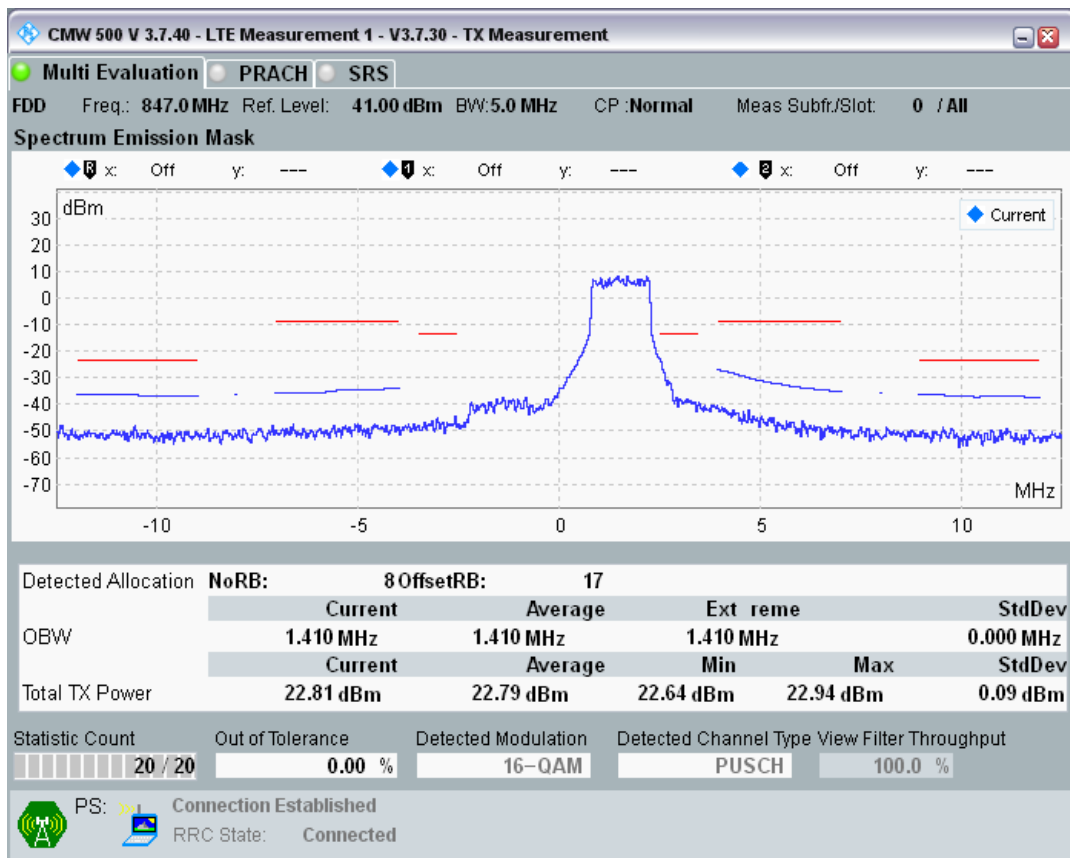 CMW 500 V 3.7.40 - LTE Measurement 1 - V3.7.30 - TX Measurement
Multi Evaluation PRACH SRS
FDD Freq.: 847.0 MHz Ref. Level: 41.00 dBm BW:5.0 MHz CP :Normal Meas Subfr./Slot: 0 / All
Spectrum Emission Mask
R x: Off y: --- 1 x: Off y: --- 2 x: Off y: ---
dBm
Current
30
20
10
0
-10
-20
-30
-40
-50
-60
-70
MHz
-10 -5 0 5 10
Detected Allocation NoRB: 8 OffsetRB: 17
Current Average Ext reme StdDev
OBW 1.410 MHz 1.410 MHz 1.410 MHz 0.000 MHz
Current Average Min Max StdDev
Total TX Power 22.81 dBm 22.79 dBm 22.64 dBm 22.94 dBm 0.09 dBm
Statistic Count Out of Tolerance Detected Modulation Detected Channel Type View Filter Throughput
20 / 20 0.00 % 16-QAM PUSCH 100.0 %
PS: Connection Established
RRC State: Connected